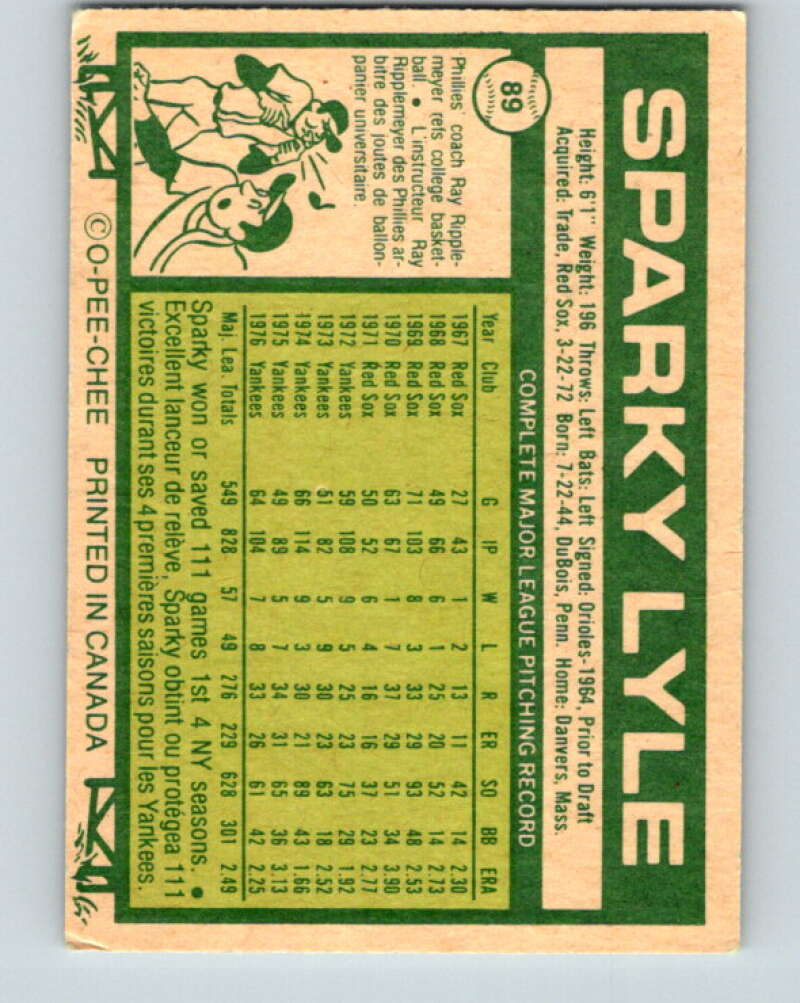 SPARKY LYLE
Height: 6'1" Weight: 196 Throws: Left Bats: Left Signed: Orioles-1964, Prior to Draft
Acquired: Trade, Red Sox, 3-22-72 Born: 7-22-44, DuBois, Penn. Home: Danvers, Mass.
89
Phillies' coach Ray Ripple-
meyer refs college basket-
ball. • L'instructeur Ray
Ripplemeyer des Phillies ar-
bitre des joutes de ballon-
panier universitaire.
COMPLETE MAJOR LEAGUE PITCHING RECORD
Year Club G IP W L R ER SO BB ERA
1967 Red Sox 27 43 1 2 13 11 42 14 2.30
1968 Red Sox 49 66 6 1 25 20 52 14 2.73
1969 Red Sox 71 103 8 3 33 29 93 48 2.53
1970 Red Sox 63 67 1 7 37 29 51 34 3.90
1971 Red Sox 50 52 6 4 16 16 37 23 2.77
1972 Yankees 59 108 9 5 25 23 75 29 1.92
1973 Yankees 51 82 5 9 30 23 63 18 2.52
1974 Yankees 66 114 9 3 30 21 89 43 1.66
1975 Yankees 49 89 5 7 34 31 65 36 3.13
1976 Yankees 64 104 7 8 33 26 61 42 2.25
Maj. Lea. Totals 549 828 57 49 276 229 628 301 2.49
Sparky won or saved 111 games 1st 4 NY seasons. •
Excellent lanceur de relève, Sparky obtint ou protégea 111
victoires durant ses 4 premières saisons pour les Yankees.
©O-PEE-CHEE PRINTED IN CANADA